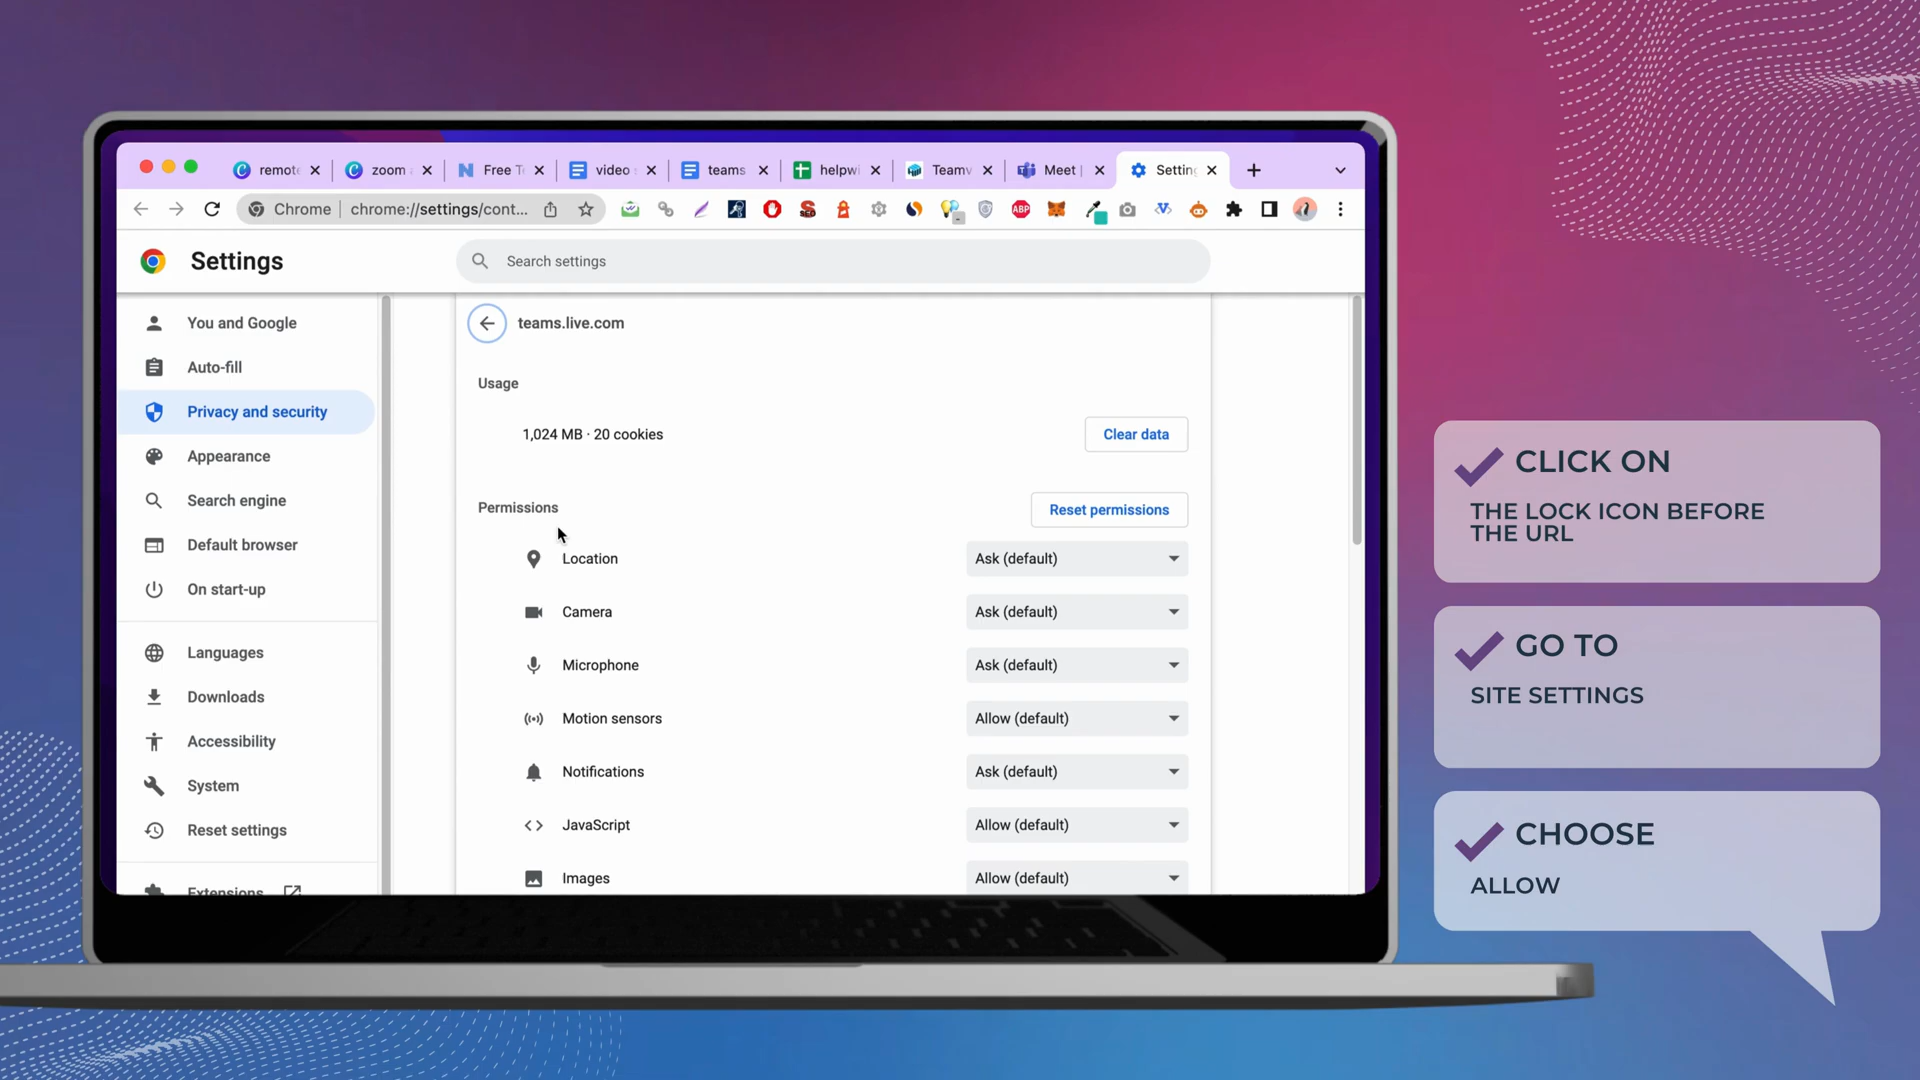 remote
zoom
Free T
video
teams
helpwi
Teamv
Meet
Settin
Chrome
chrome://settings/cont...
ABP
Settings
Search settings
You and Google
Auto-fill
Privacy and security
Appearance
Search engine
Default browser
On start-up
Languages
Downloads
Accessibility
System
Reset settings
Extensions
teams.live.com
Usage
1,024 MB · 20 cookies
Clear data
Permissions
Reset permissions
Location
Ask (default)
Camera
Ask (default)
Microphone
Ask (default)
Motion sensors
Allow (default)
Notifications
Ask (default)
JavaScript
Allow (default)
Images
Allow (default)
CLICK ON
THE LOCK ICON BEFORE
THE URL
GO TO
SITE SETTINGS
CHOOSE
ALLOW